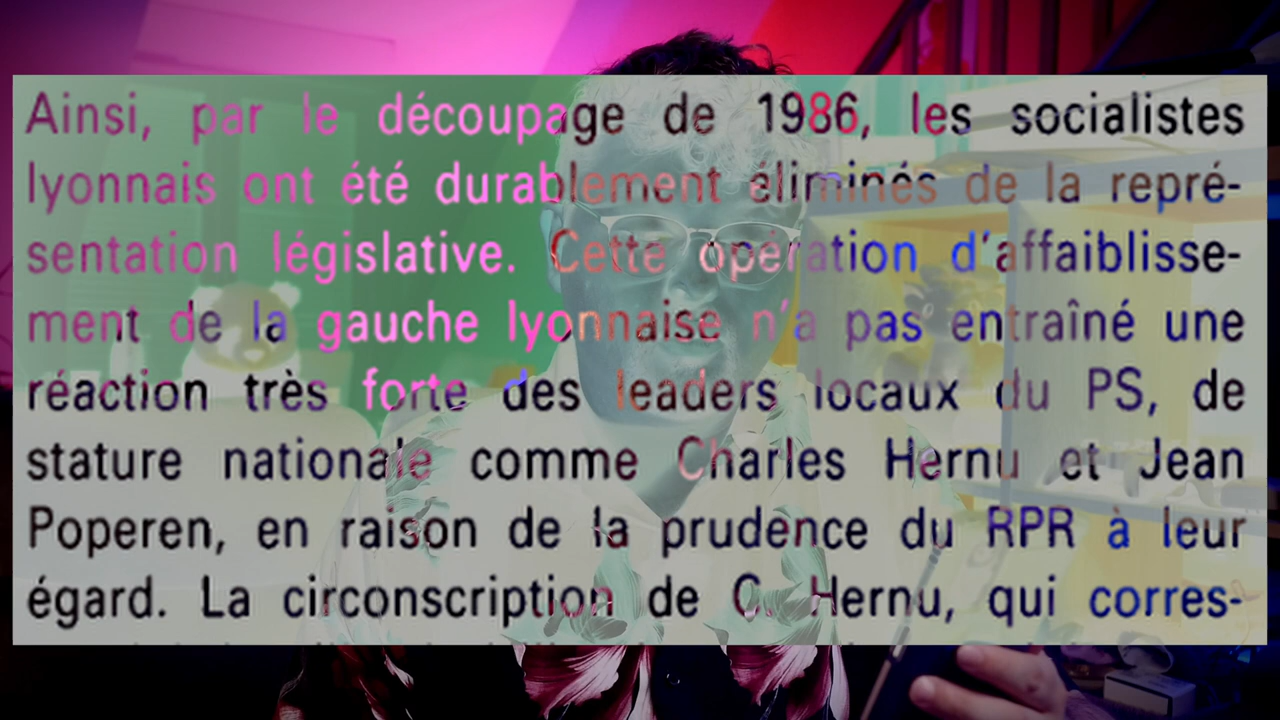 Ainsi, par le découpage de 1986, les socialistes
lyonnais ont été durablement éliminés de la repré-
sentation législative. Cette opération d'affaiblisse-
ment de la gauche lyonnaise n'a pas entraîné une
réaction très forte des leaders locaux du PS, de
stature nationale comme Charles Hernu et Jean
Poperen, en raison de la prudence du RPR à leur
égard. La circonscription de C. Hernu, qui corres-